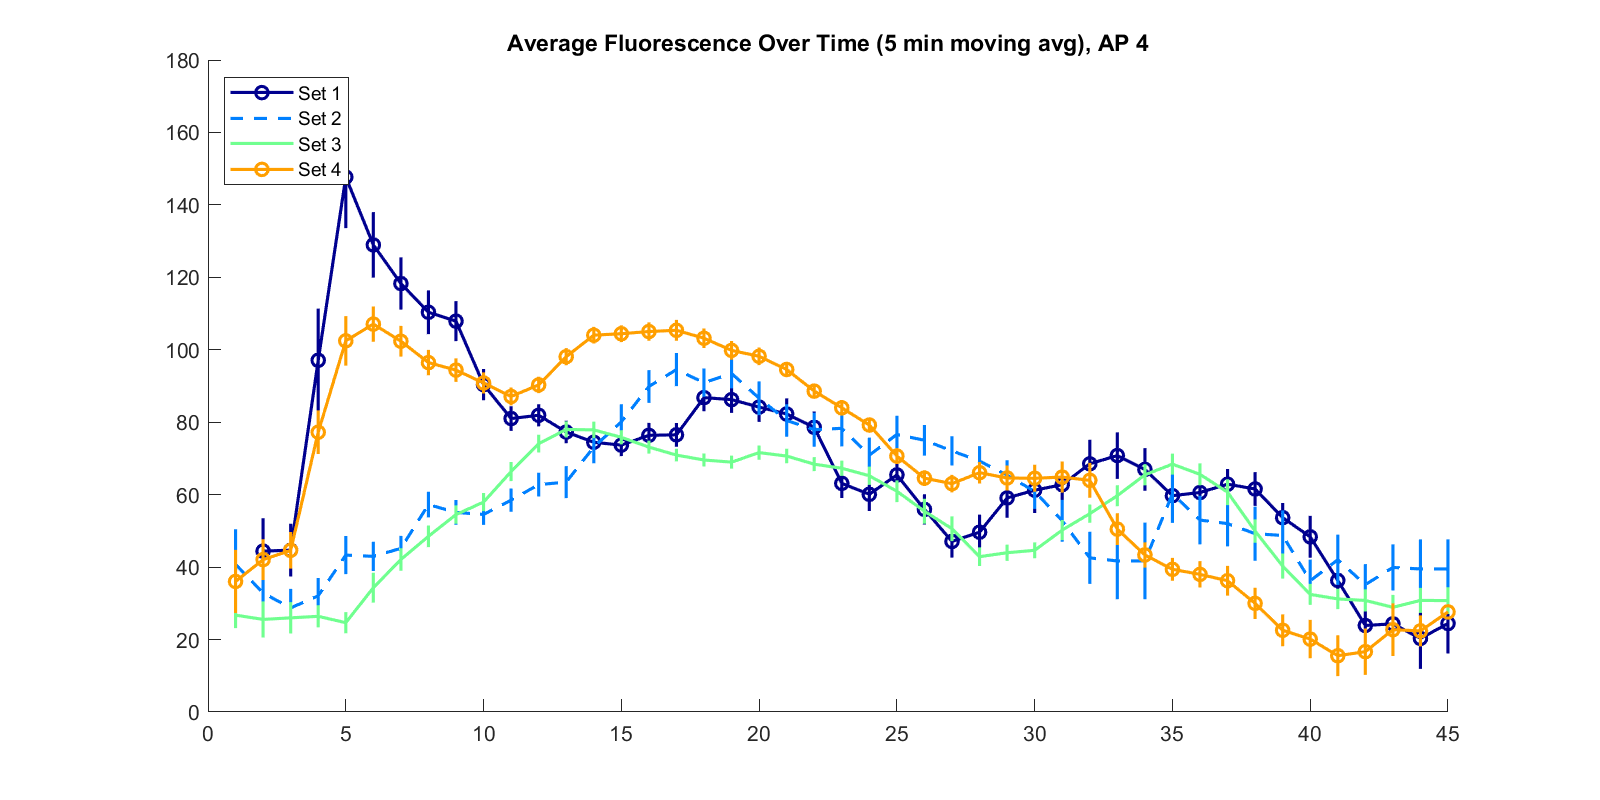 Average Fluorescence Over Time (5 min moving avg), AP 4
180
160
140
120
100
80
60
40
20
0
Set 1
Set 2
Set 3
Set 4
0 5 10 15 20 25 30 35 40 45